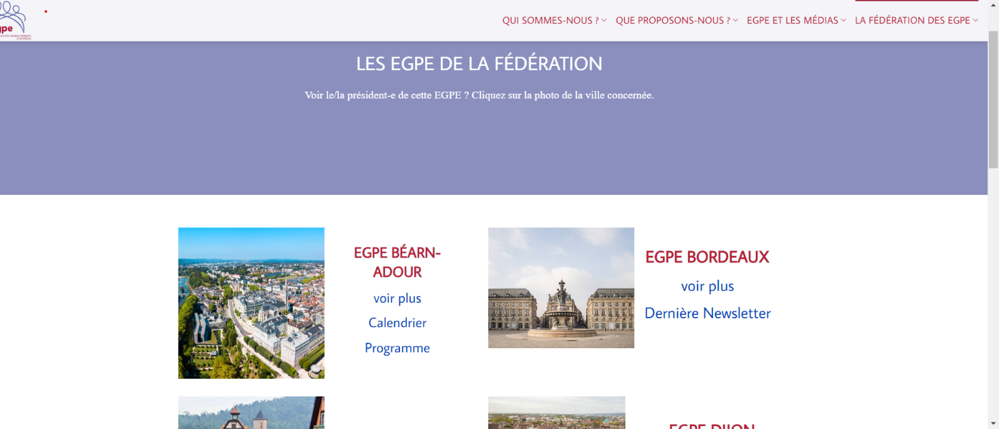 QUI SOMMES-NOUS ? QUE PROPOSONS-NOUS ? EGPE ET LES MÉDIAS LA FÉDÉRATION DES EGPE
LES EGPE DE LA FÉDÉRATION
Voir le/la président-e de cette EGPE ? Cliquez sur la photo de la ville concernée.
EGPE BÉARN-
ADOUR
voir plus
Calendrier
Programme
EGPE BORDEAUX
voir plus
Dernière Newsletter
EGPE DIJON